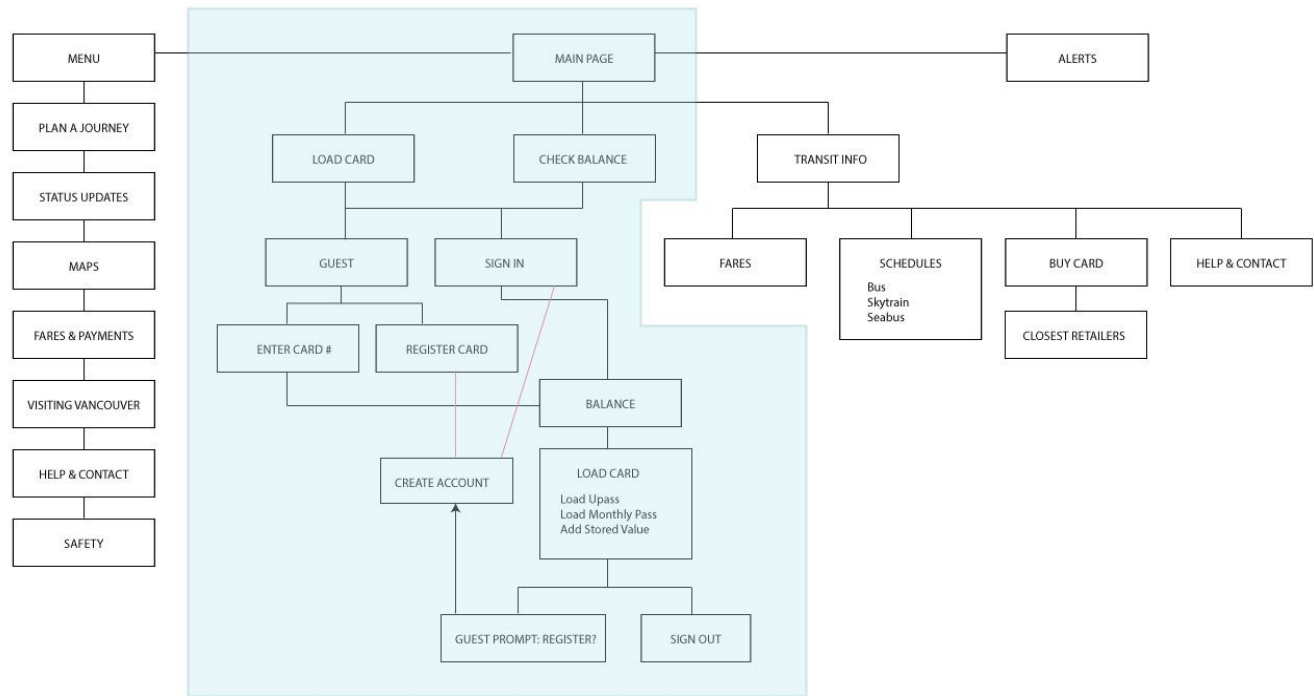 MENU
MAIN PAGE
ALERTS
PLAN A JOURNEY
LOAD CARD
CHECK BALANCE
TRANSIT INFO
STATUS UPDATES
MAPS
GUEST
SIGN IN
FARES
SCHEDULES
Bus
Skytrain
Seabus
BUY CARD
HELP & CONTACT
FARES & PAYMENTS
ENTER CARD #
REGISTER CARD
CLOSEST RETAILERS
VISITING VANCOUVER
BALANCE
HELP & CONTACT
CREATE ACCOUNT
LOAD CARD
Load Upass
Load Monthly Pass
Add Stored Value
SAFETY
GUEST PROMPT: REGISTER?
SIGN OUT